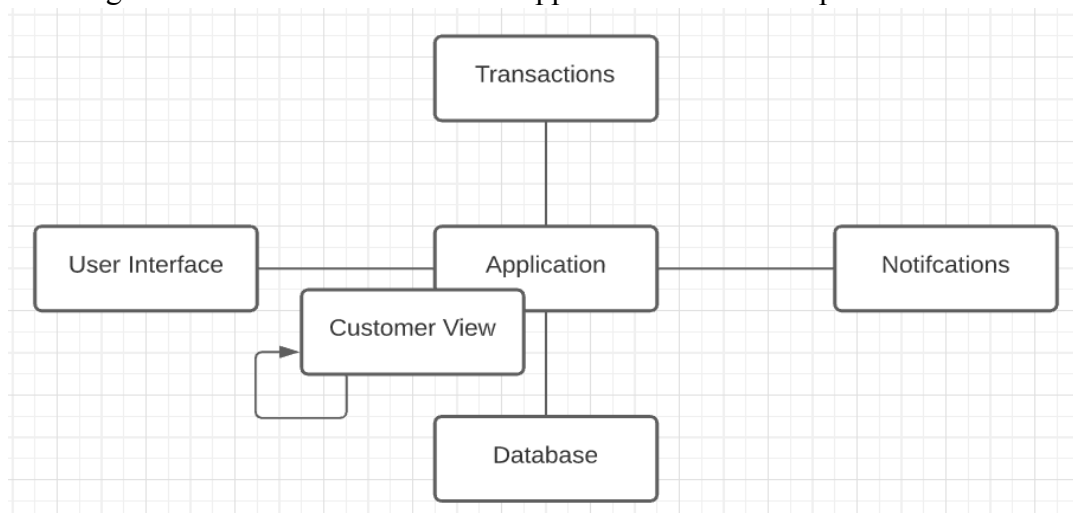 Transactions
User Interface
Application
Notifcations
Customer View
Database